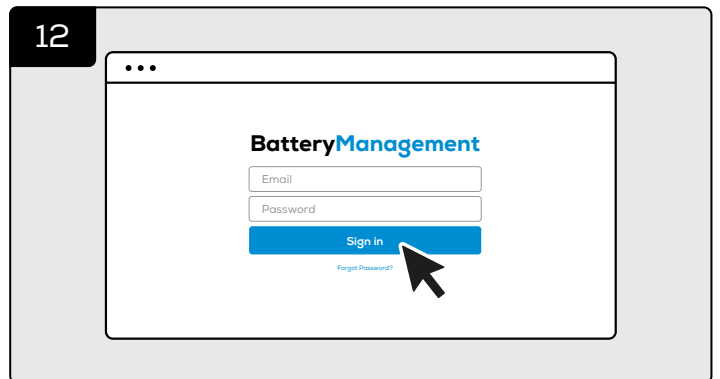 12
BatteryManagement
Email
Password
Sign in
Forgot Password?